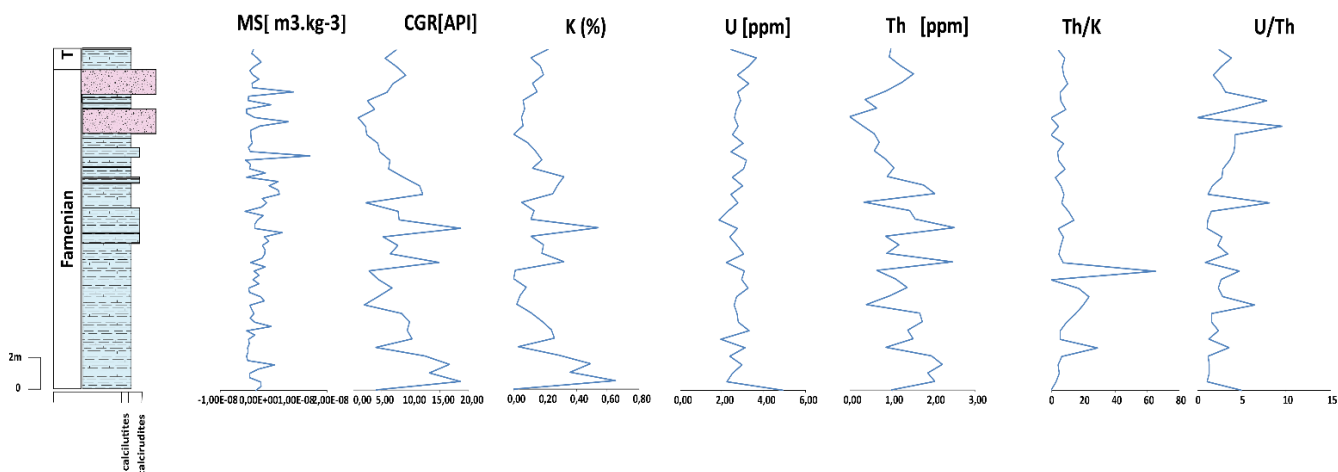 MS[ m3.kg-3]
CGR[API]
K (%)
U [ppm]
Th [ppm]
Th/K
U/Th
T
Famenian
2m
0
-1,00E-08 0,00E+00 1,00E-08 2,00E-08
0,00 5,00 10,00 15,00 20,00
0,00 0,20 0,40 0,60 0,80
0,00 2,00 4,00 6,00
0,00 1,00 2,00 3,00
0 20 40 60 80
0 5 10 15
calcilutites
calcirudites